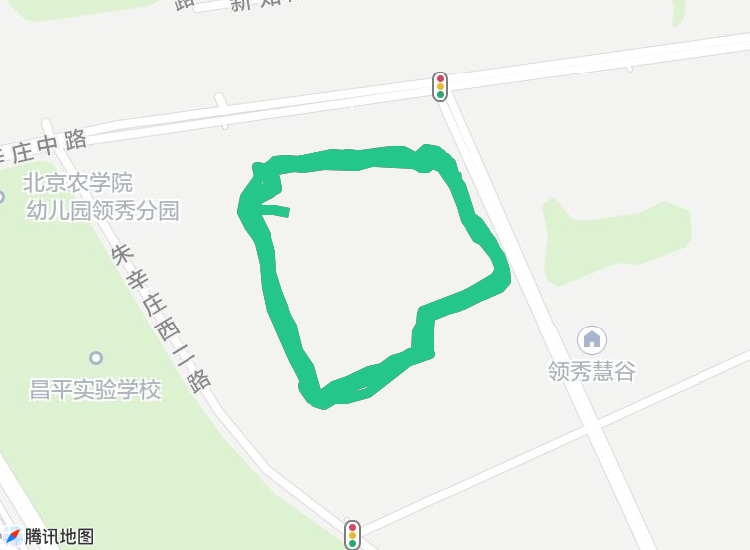 路
辛庄中路
北京农学院
幼儿园领秀分园
朱辛庄西二路
领秀慧谷
昌平实验学校
腾讯地图